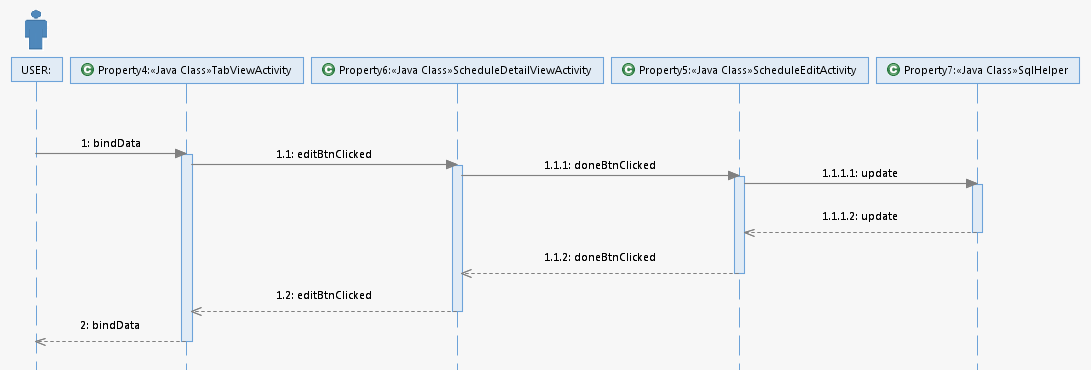 USER:
C Property4:«Java Class»TabViewActivity
C Property6:«Java Class»ScheduleDetailViewActivity
C Property5:«Java Class»ScheduleEditActivity
C Property7:«Java Class»SqlHelper
1: bindData
1.1: editBtnClicked
1.1.1: doneBtnClicked
1.1.1.1: update
1.1.1.2: update
1.1.2: doneBtnClicked
1.2: editBtnClicked
2: bindData